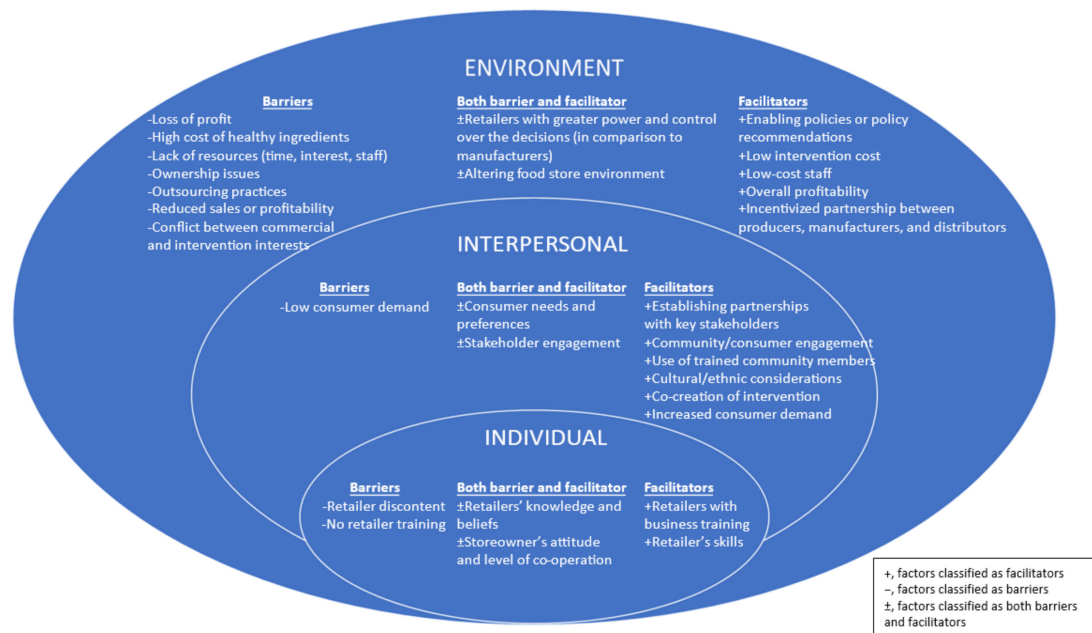 ENVIRONMENT
Barriers
-Loss of profit
-High cost of healthy ingredients
-Lack of resources (time, interest, staff)
-Ownership issues
-Outsourcing practices
-Reduced sales or profitability
-Conflict between commercial
and intervention interests
Both barrier and facilitator
±Retailers with greater power and control
over the decisions (in comparison to
manufacturers)
±Altering food store environment
Facilitators
+Enabling policies or policy
recommendations
+Low intervention cost
+Low-cost staff
+Overall profitability
+Incentivized partnership between
producers, manufacturers, and distributors
INTERPERSONAL
Barriers
-Low consumer demand
Both barrier and facilitator
±Consumer needs and
preferences
±Stakeholder engagement
Facilitators
+Establishing partnerships
with key stakeholders
+Community/consumer engagement
+Use of trained community members
+Cultural/ethnic considerations
+Co-creation of intervention
+Increased consumer demand
INDIVIDUAL
Barriers
-Retailer discontent
-No retailer training
Both barrier and facilitator
±Retailers’ knowledge and
beliefs
±Storeowner’s attitude
and level of co-operation
Facilitators
+Retailers with
business training
+Retailer’s skills
+, factors classified as facilitators
−, factors classified as barriers
±, factors classified as both barriers
and facilitators